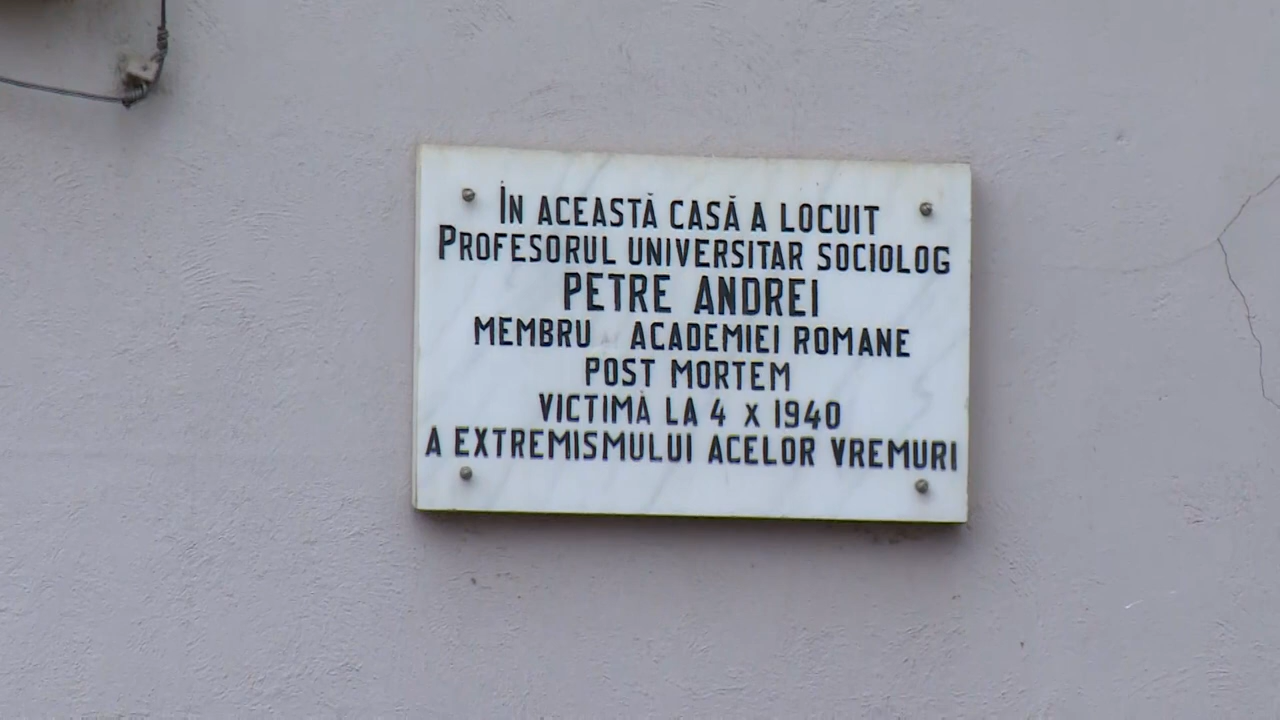 ÎN ACEASTĂ CASĂ A LOCUIT
PROFESORUL UNIVERSITAR SOCIOLOG
PETRE ANDREI
MEMBRU ACADEMIEI ROMANE
POST MORTEM
VICTIMĂ LA 4 X 1940
A EXTREMISMULUI ACELOR VREMURI